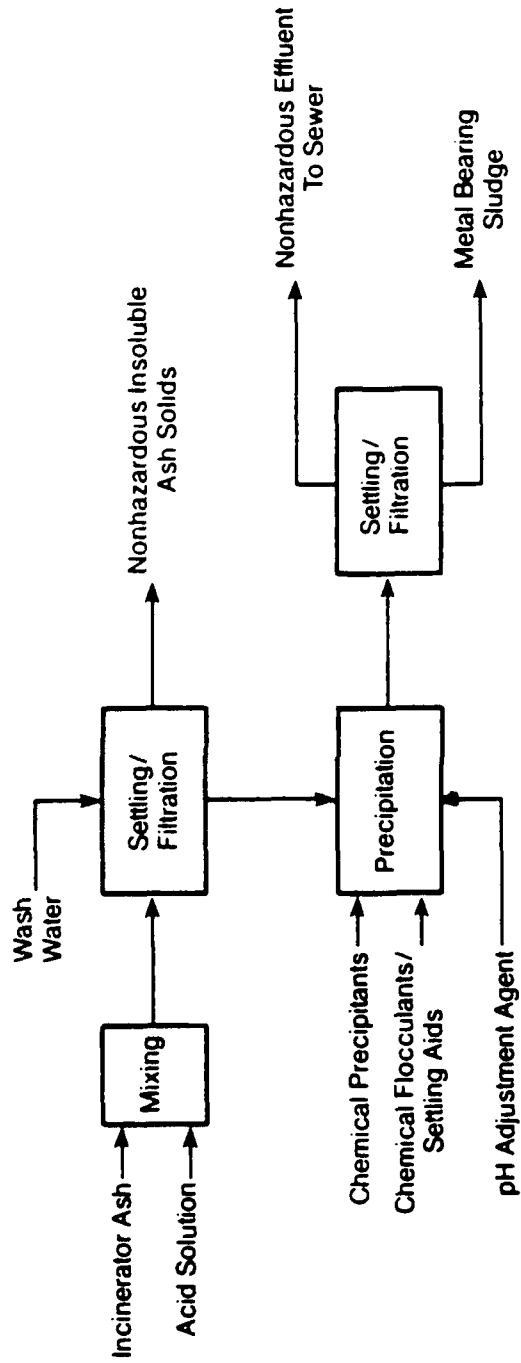 Incinerator Ash
Acid Solution
Mixing
Wash
Water
Settling/
Filtration
Nonhazardous Insoluble
Ash Solids
Chemical Precipitants
Chemical Flocculants/
Settling Aids
pH Adjustment Agent
Precipitation
Settling/
Filtration
Nonhazardous Effluent
To Sewer
Metal Bearing
Sludge